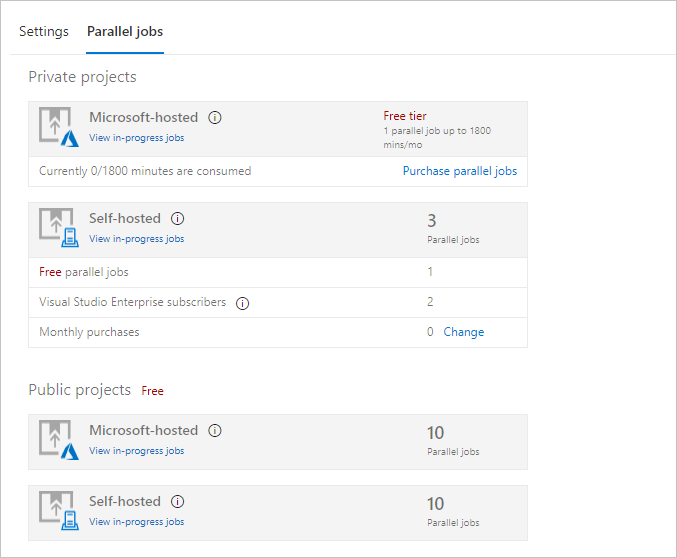 Settings Parallel jobs
Private projects
Microsoft-hosted
View in-progress jobs
Free tier
1 parallel job up to 1800
mins/mo
Currently 0/1800 minutes are consumed Purchase parallel jobs
Self-hosted
View in-progress jobs
3
Parallel jobs
Free parallel jobs 1
Visual Studio Enterprise subscribers 2
Monthly purchases 0 Change
Public projects Free
Microsoft-hosted
View in-progress jobs
10
Parallel jobs
Self-hosted
View in-progress jobs
10
Parallel jobs